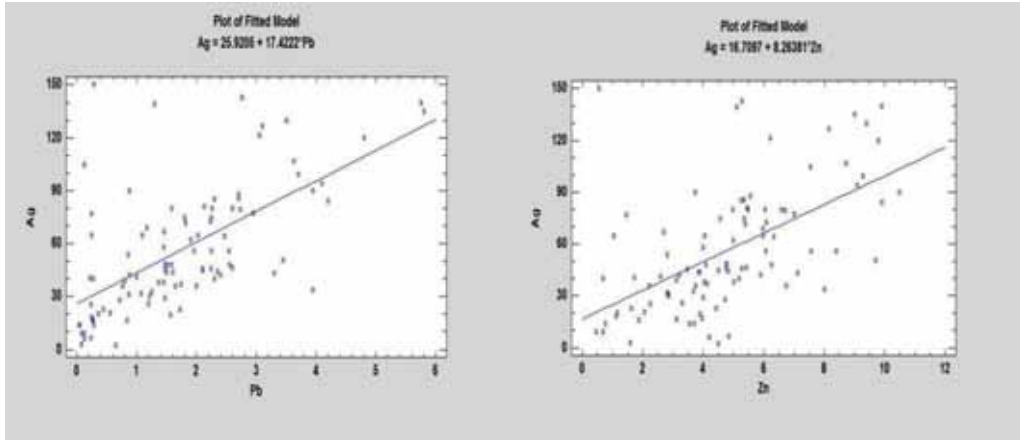 Plot of Fitted Model
Ag = 25.9266 + 17.4222*Pb
150
120
90
60
30
0
Ag
0 1 2 3 4 5 6
Pb
Plot of Fitted Model
Ag = 16.7097 + 8.26381*Zn
150
120
90
60
30
0
Ag
0 2 4 6 8 10 12
Zn